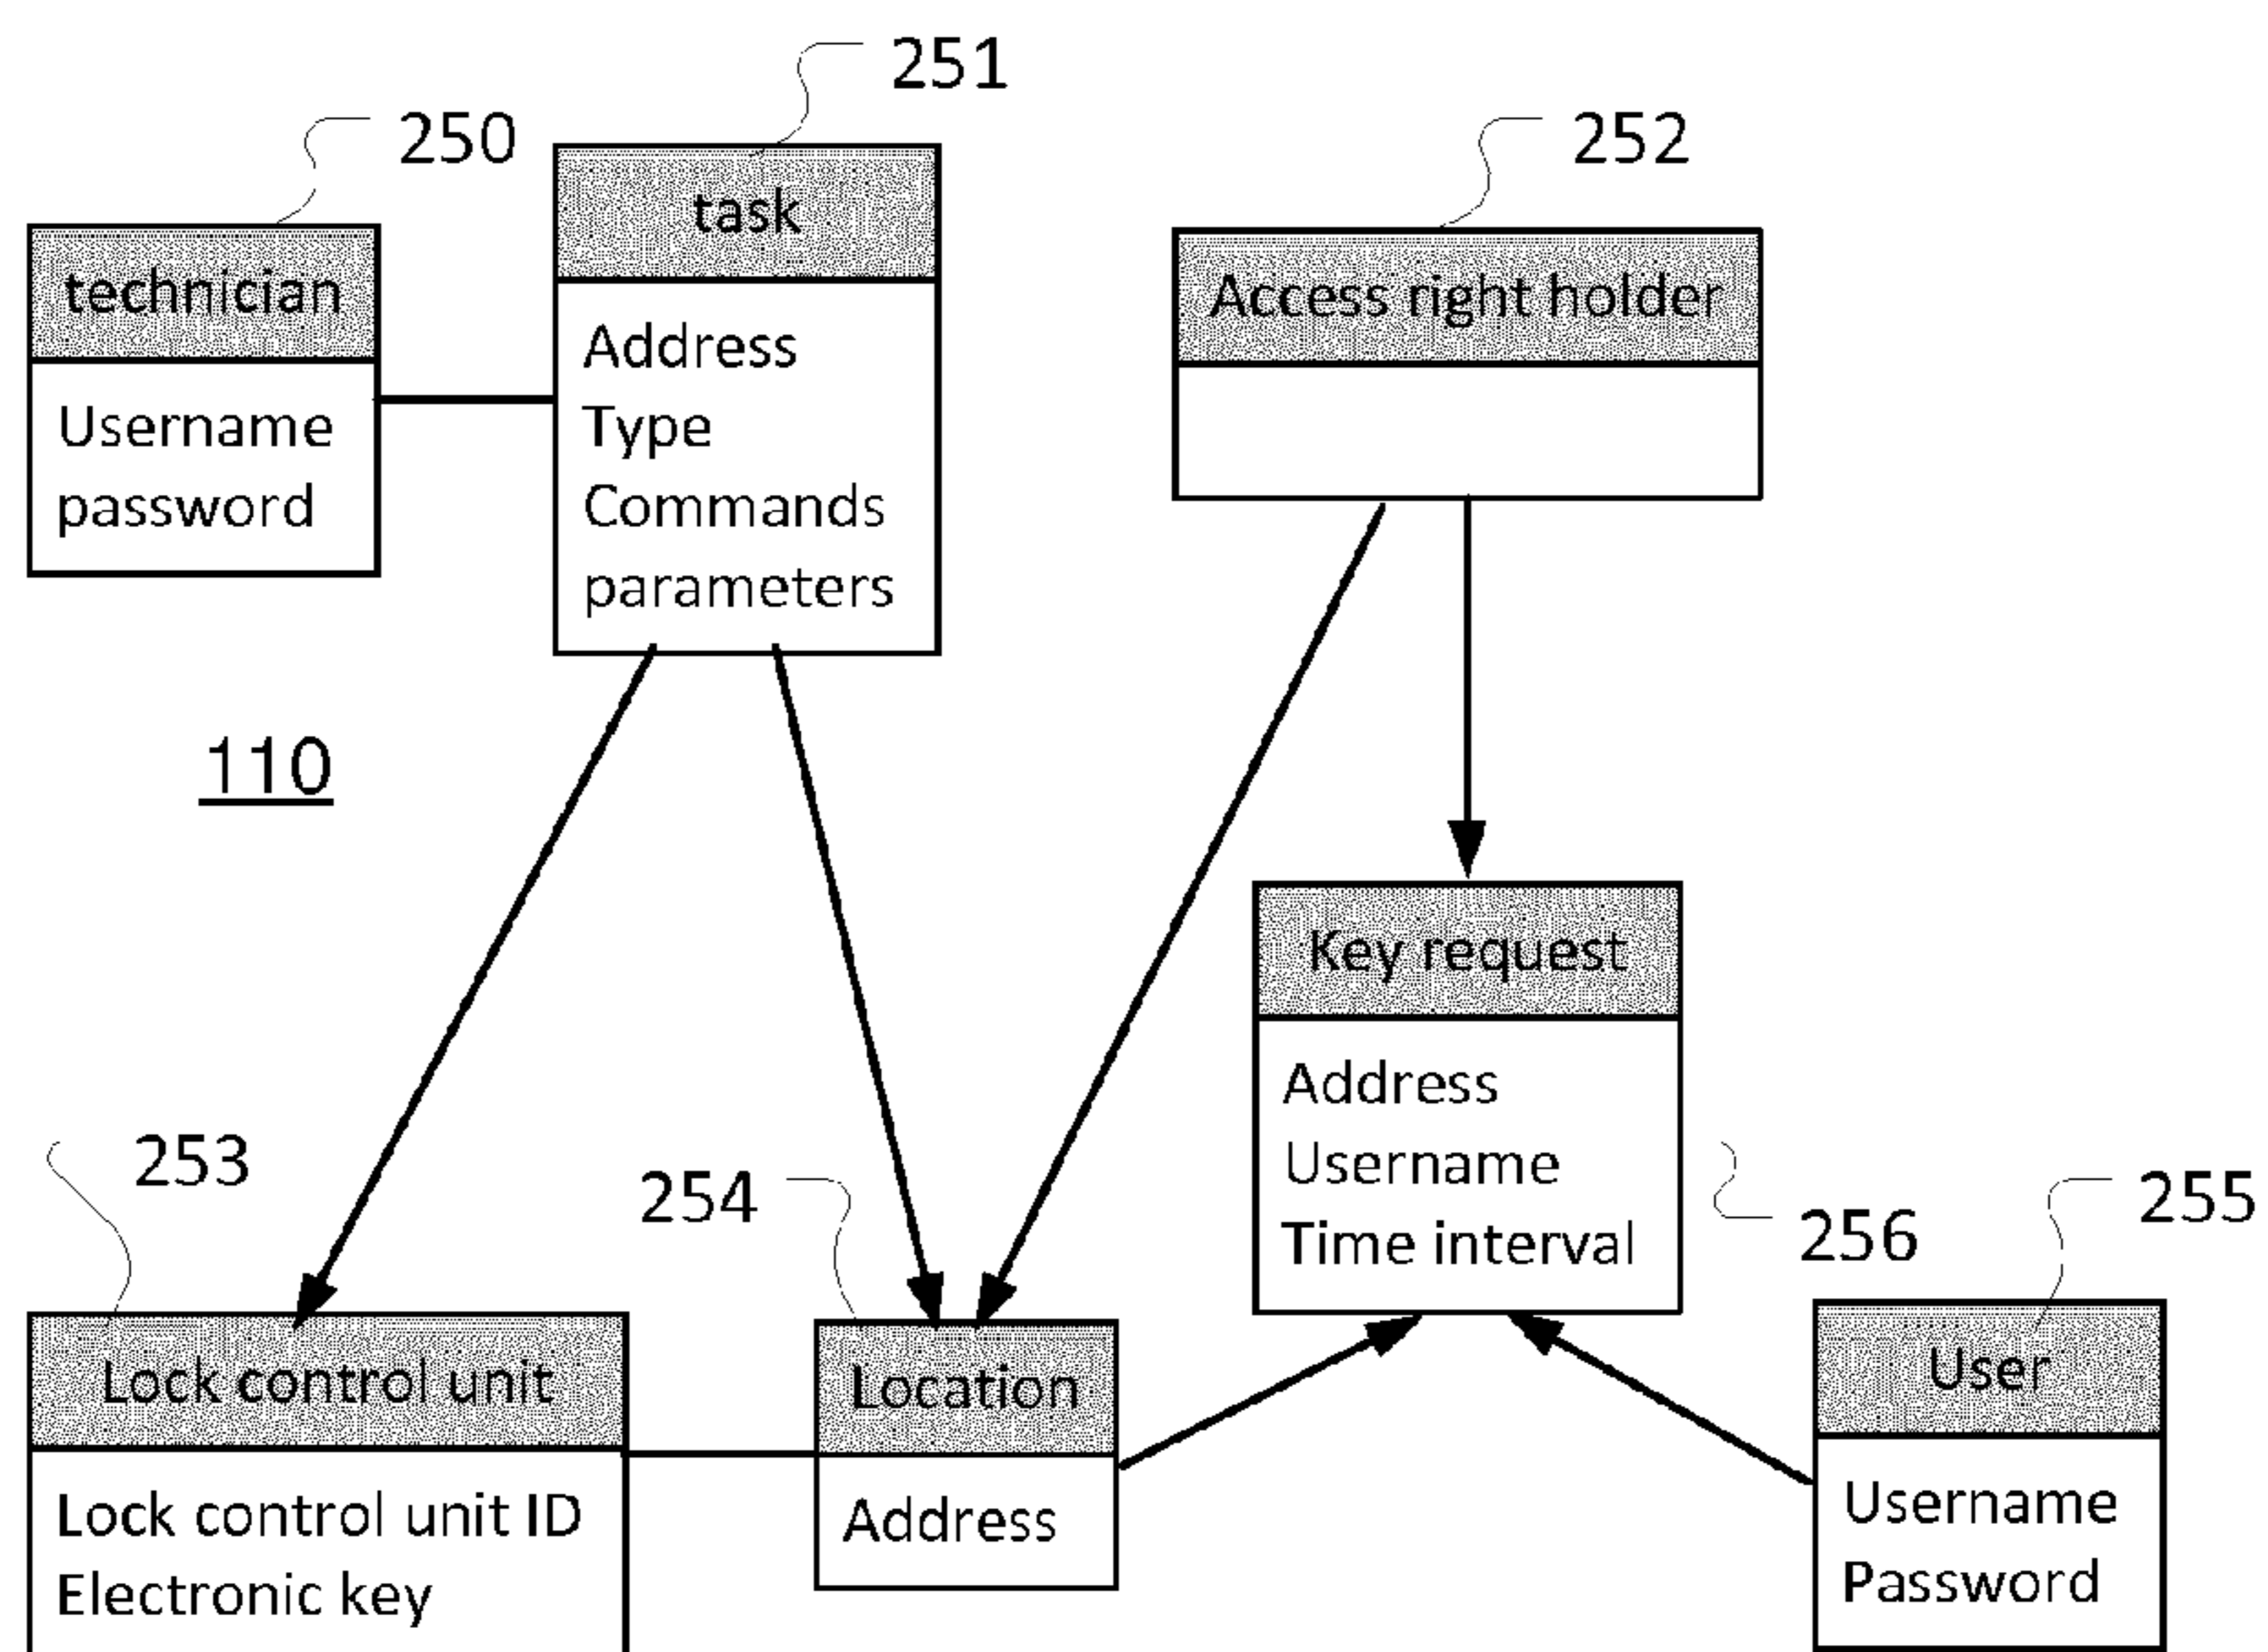 251
250
252
task
technician
Access right holder
Address
Type
Commands
parameters
Username
password
110
Key request
Address
Username
Time interval
253
254
256
255
Lock control unit
Location
User
Lock control unit ID
Electronic key
Address
Username
Password